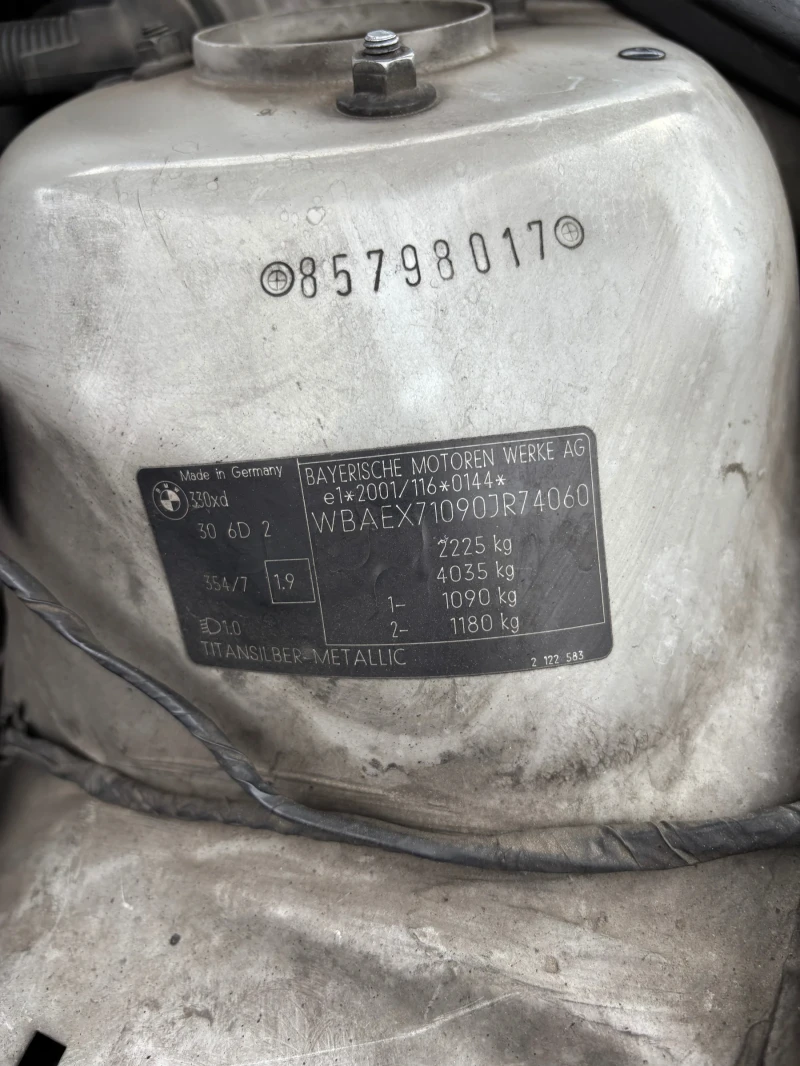 85798017
Made in Germany
BMW
330xd
30 6D 2
354/7 1.9
1.0
TITANSILBER-METALLIC
BAYERISCHE MOTOREN WERKE AG
e1*2001/116*0144*
WBAEX71090JR74060
2225 kg
4035 kg
1- 1090 kg
2- 1180 kg
2 122 583